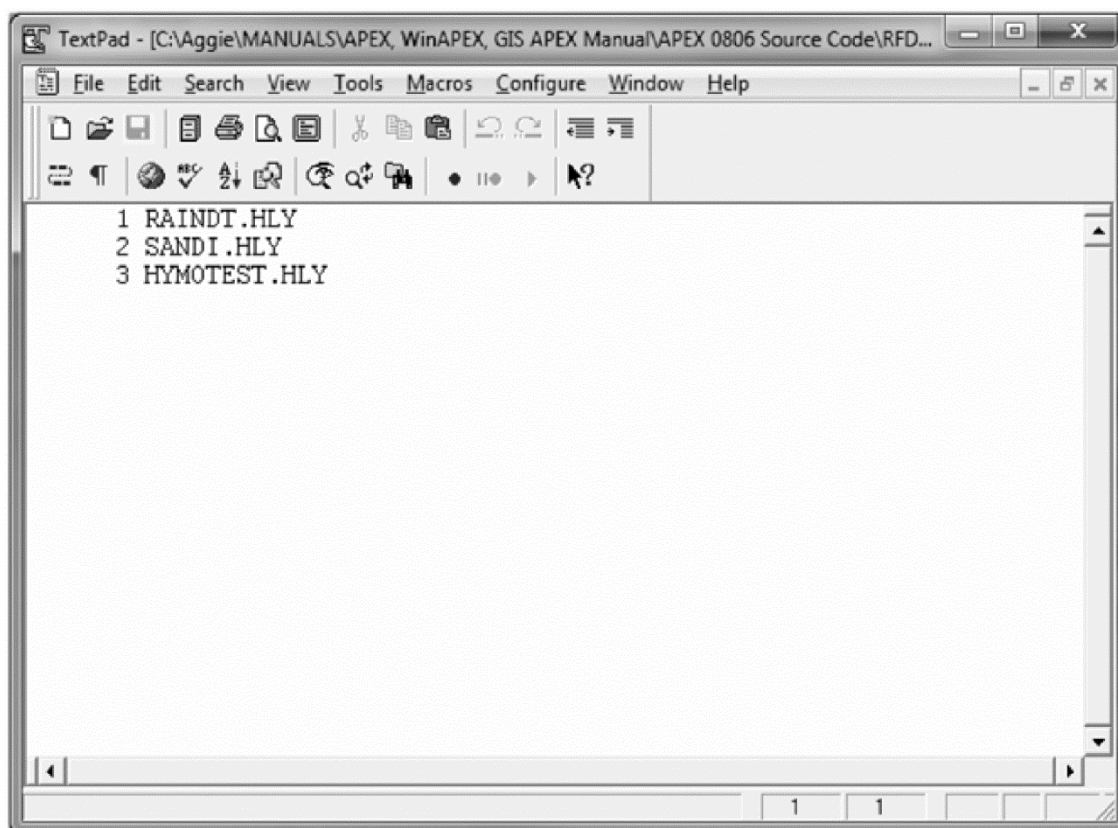 TextPad - [C:\Aggie\MANUALS\APEX, WinAPEX, GIS APEX Manual\APEX 0806 Source Code\RFD...
File Edit Search View Tools Macros Configure Window Help
1 RAINDT.HLY
2 SANDI.HLY
3 HYMOTEST.HLY
1 1